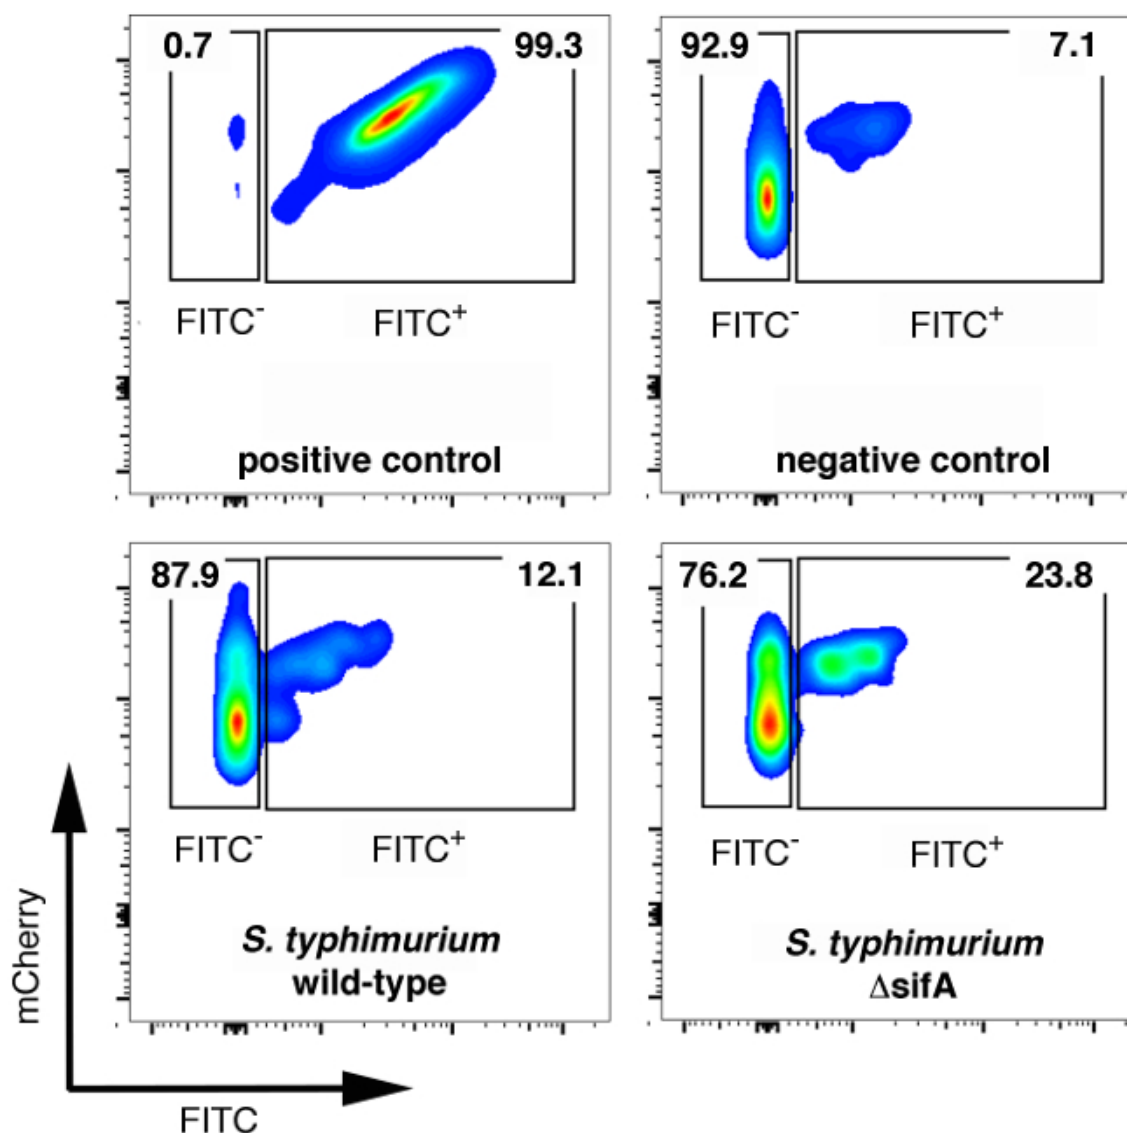 0.7 99.3
FITC⁻ FITC⁺
positive control
92.9 7.1
FITC⁻ FITC⁺
negative control
87.9 12.1
FITC⁻ FITC⁺
S. typhimurium
wild-type
76.2 23.8
FITC⁻ FITC⁺
S. typhimurium
ΔsifA
mCherry
FITC